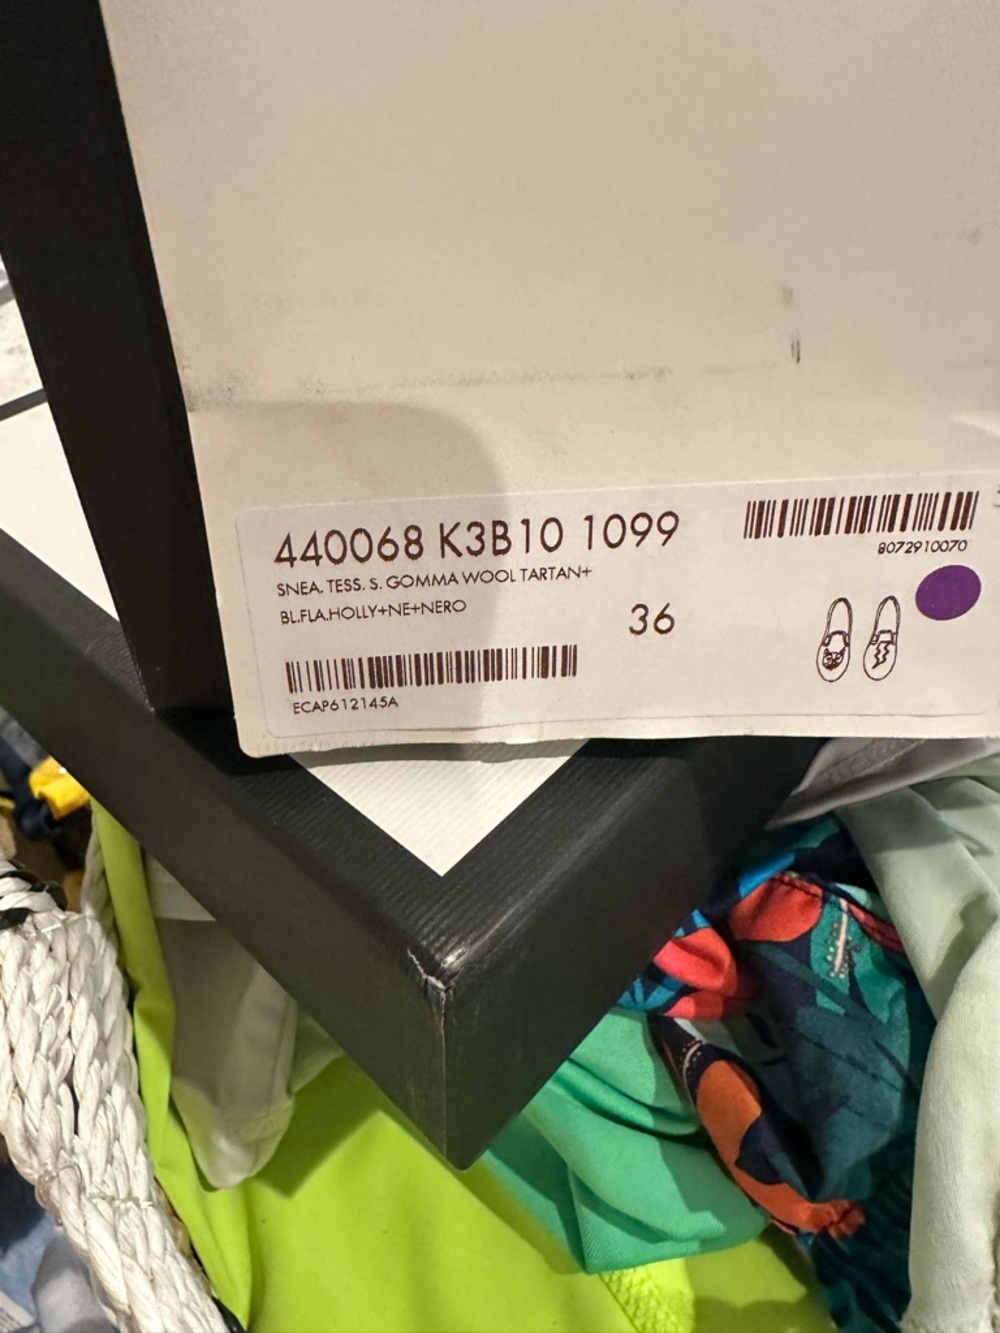 440068 K3B10 1099
SNEA. TESS. S. GOMMA WOOL TARTAN+
BL.FLA.HOLLY+NE+NERO
36
8072910070
ECAP612145A